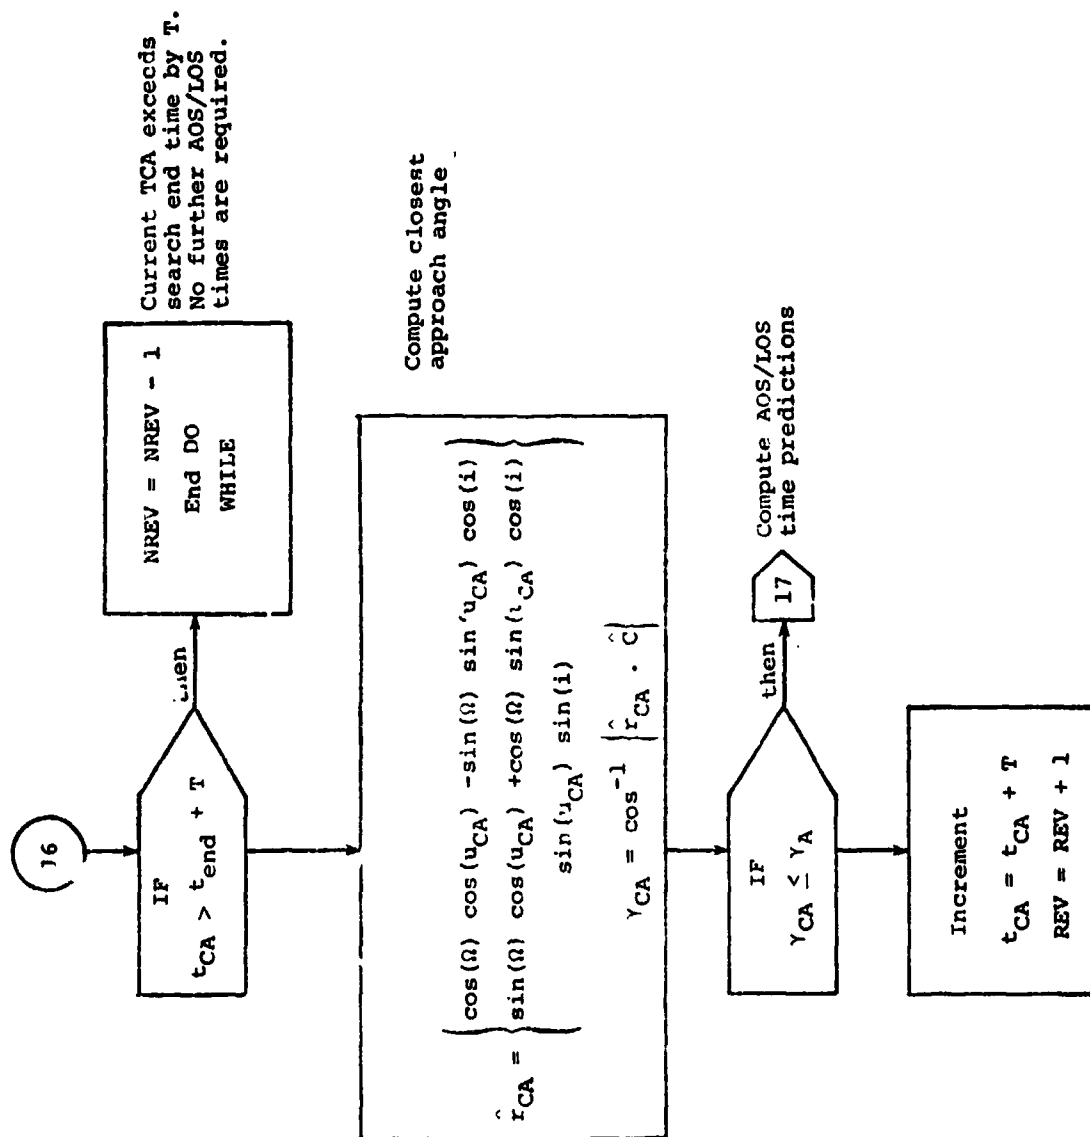 16
IF
t_CA > t_end + T
then
NREV = NREV - 1
End DO
WHILE
Current TCA exceeds
search end time by T.
No further AOS/LOS
times are required.
Compute closest
approach angle
cos(Ω) cos(u_CA) -sin(Ω) sin(u_CA) cos(i)
r̂_CA = sin(Ω) cos(u_CA) +cos(Ω) sin(u_CA) cos(i)
sin(u_CA) sin(i)
γ_CA = cos^-1 {r̂_CA · Ĉ}
IF
γ_CA ≤ γ_A
then
17
Compute AOS/LOS
time predictions
Increment
t_CA = t_CA + T
REV = REV + 1